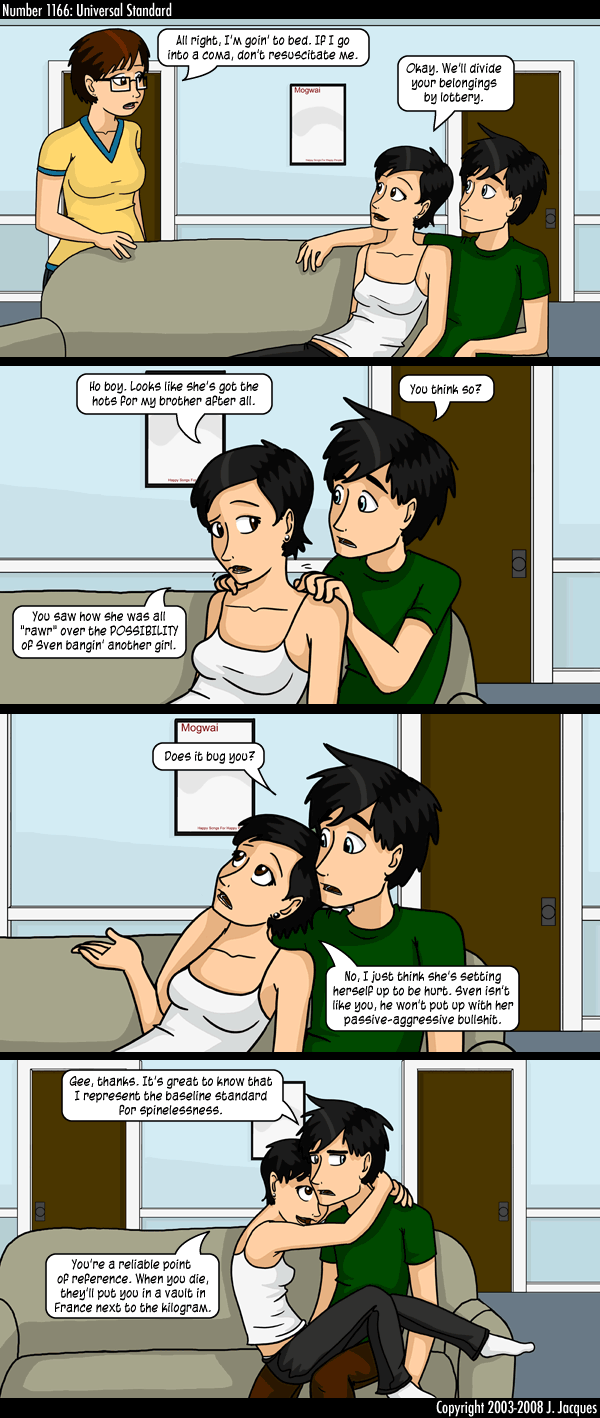 Number 1166: Universal Standard
All right, I'm goin' to bed. If I go
into a coma, don't resuscitate me.
Okay. We'll divide
your belongings
by lottery.
Mogwai
Happy Songs For Happy People
Ho boy. Looks like she's got the
hots for my brother after all.
You think so?
Happy Songs For
You saw how she was all
"rawr" over the POSSIBILITY
of Sven bangin' another girl.
Mogwai
Does it bug you?
Happy Songs For Happy
No, I just think she's setting
herself up to be hurt. Sven isn't
like you, he won't put up with her
passive-aggressive bullshit.
Gee, thanks. It's great to know that
I represent the baseline standard
for spinelessness.
You're a reliable point
of reference. When you die,
they'll put you in a vault in
France next to the kilogram.
Copyright 2003-2008 J. Jacques